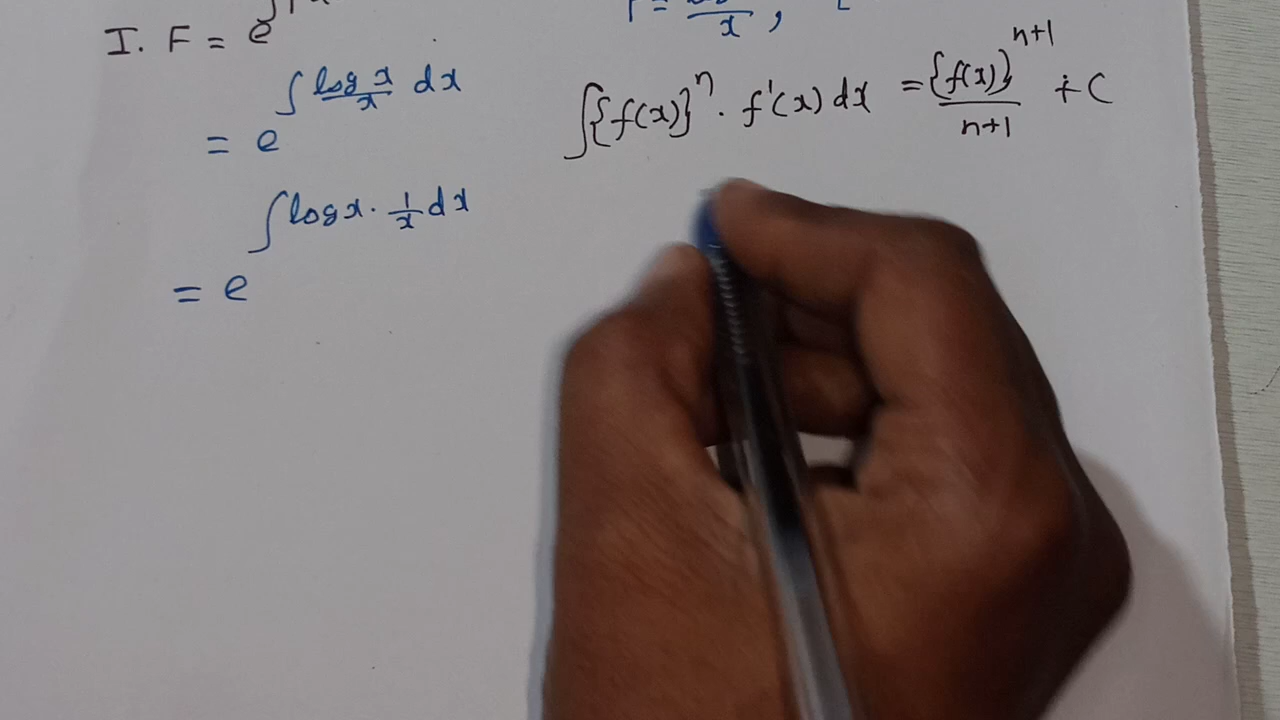 I. F = e^
P = /x , [
= e^∫ log x/x dx
∫{f(x)}^n . f'(x) dx = {f(x)}^n+1 / n+1 + C
= e^∫ log x . 1/x dx